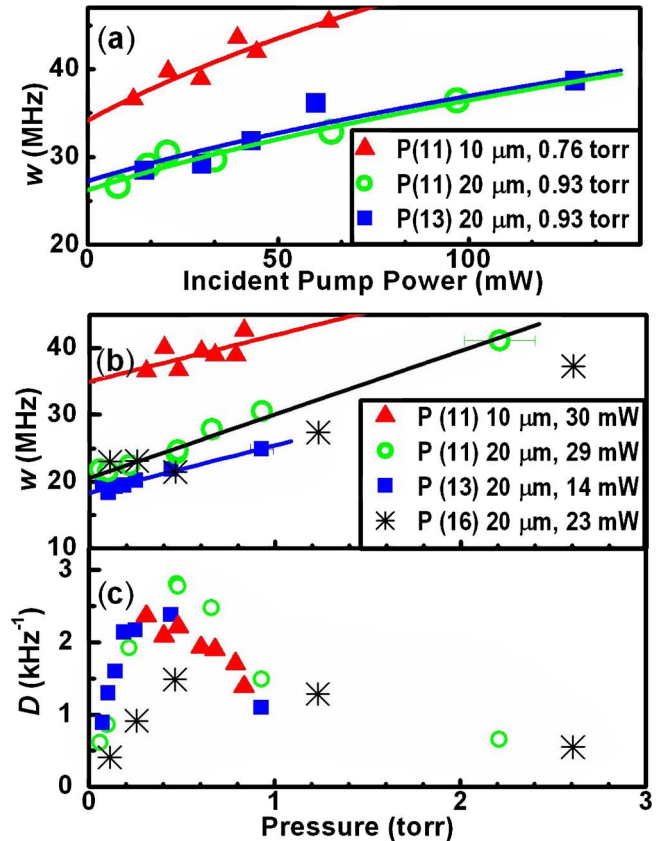 (a)
40
30
20
w (MHz)
P(11) 10 μm, 0.76 torr
P(11) 20 μm, 0.93 torr
P(13) 20 μm, 0.93 torr
0 50 100
Incident Pump Power (mW)
(b)
40
30
20
10
w (MHz)
P (11) 10 μm, 30 mW
P (11) 20 μm, 29 mW
P (13) 20 μm, 14 mW
P (16) 20 μm, 23 mW
(c)
3
2
1
0
D (kHz⁻¹)
0 1 2 3
Pressure (torr)